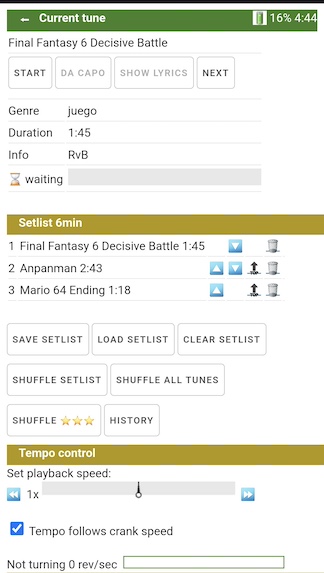 ← Current tune 16% 4:44
Final Fantasy 6 Decisive Battle
START DA CAPO SHOW LYRICS NEXT
Genre juego
Duration 1:45
Info RvB
⌛ waiting
Setlist 6min
1 Final Fantasy 6 Decisive Battle 1:45
2 Anpanman 2:43
3 Mario 64 Ending 1:18
SAVE SETLIST LOAD SETLIST CLEAR SETLIST
SHUFFLE SETLIST SHUFFLE ALL TUNES
SHUFFLE ⭐⭐⭐ HISTORY
Tempo control
Set playback speed:
1x
Tempo follows crank speed
Not turning 0 rev/sec